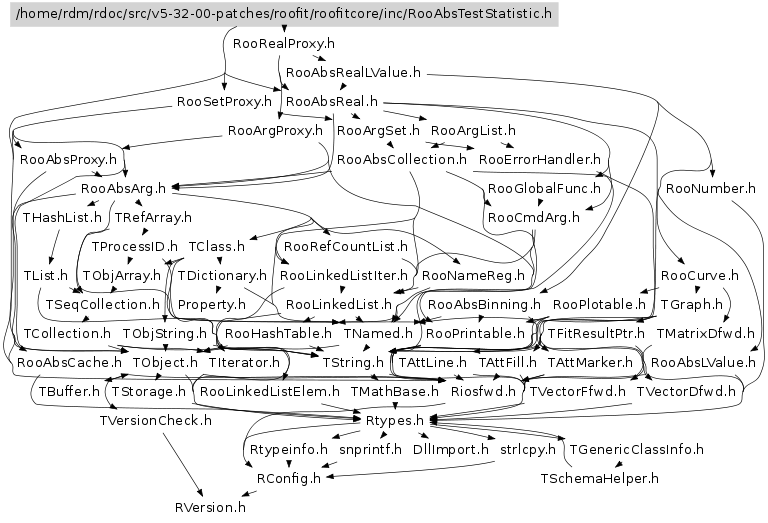 /home/rdm/rdoc/src/v5-32-00-patches/roofit/roofitcore/inc/RooAbsTestStatistic.h
RooRealProxy.h
RooAbsRealLValue.h
RooSetProxy.h RooAbsReal.h
RooArgProxy.h RooArgSet.h RooArgList.h
RooAbsProxy.h RooAbsCollection.h RooErrorHandler.h
RooAbsArg.h RooGlobalFunc.h RooNumber.h
THashList.h TRefArray.h RooCmdArg.h
TProcessID.h TClass.h RooRefCountList.h
TList.h TObjArray.h TDictionary.h RooLinkedListIter.h RooNameReg.h RooCurve.h
TSeqCollection.h Property.h RooLinkedList.h RooAbsBinning.h RooPlotable.h TGraph.h
TCollection.h TObjString.h RooHashTable.h TNamed.h RooPrintable.h TFitResultPtr.h TMatrixDfwd.h
RooAbsCache.h TObject.h TIterator.h TString.h TAttLine.h TAttFill.h TAttMarker.h RooAbsLValue.h
TBuffer.h TStorage.h RooLinkedListElem.h TMathBase.h Riosfwd.h TVectorFfwd.h TVectorDfwd.h
TVersionCheck.h Rtypes.h
Rtypeinfo.h snprintf.h DllImport.h strlcpy.h TGenericClassInfo.h
RConfig.h TSchemaHelper.h
RVersion.h